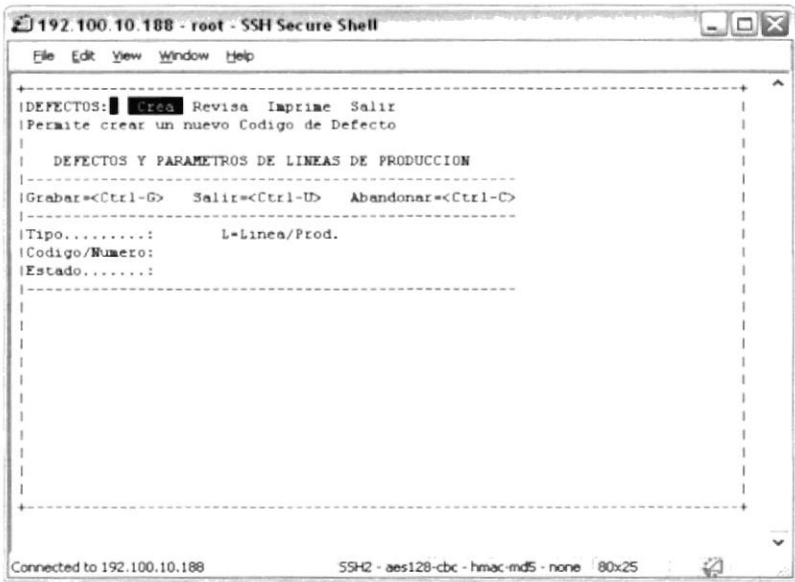 192.100.10.188 - root - SSH Secure Shell
File Edit View Window Help
DEFECTOS: Crea Revisa Imprime Salir
Permite crear un nuevo Codigo de Defecto
DEFECTOS Y PARAMETROS DE LINEAS DE PRODUCCION
Grabar=<Ctrl-G> Salir=<Ctrl-U> Abandonar=<Ctrl-C>
Tipo.........: L=Linea/Prod.
Codigo/Numero:
Estado.......:
Connected to 192.100.10.188 SSH2 - aes128-cbc - hmac-md5 - none 80x25